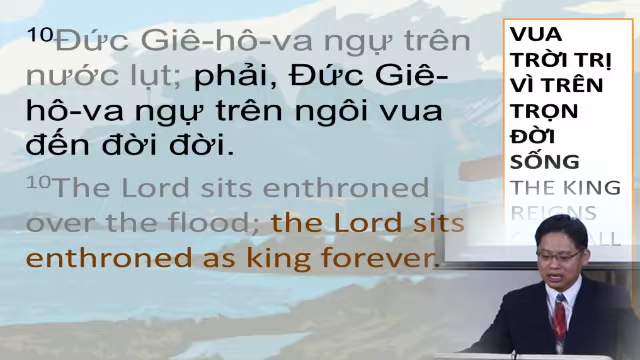 10Đức Giê-hô-va ngự trên
nước lụt; phải, Đức Giê-
hô-va ngự trên ngôi vua
đến đời đời.
10The Lord sits enthroned
over the flood; the Lord sits
enthroned as king forever.
VUA
TRỜI TRỊ
VÌ TRÊN
TRỌN
ĐỜI
SỐNG
THE KING
REIGNS
ALL